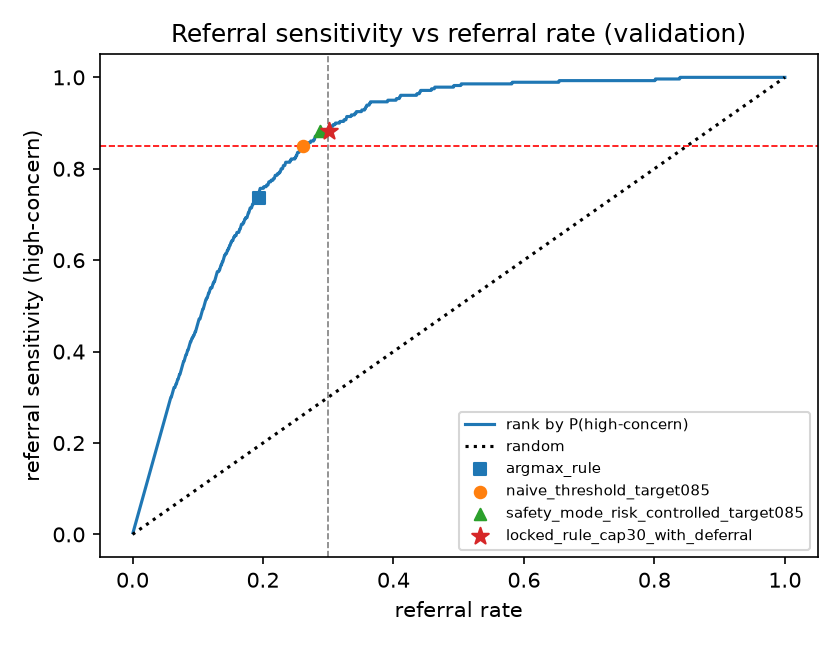 Referral sensitivity vs referral rate (validation)
referral sensitivity (high-concern)
1.0
0.8
0.6
0.4
0.2
0.0
rank by P(high-concern)
random
argmax_rule
naive_threshold_target085
safety_mode_risk_controlled_target085
locked_rule_cap30_with_deferral
0.0 0.2 0.4 0.6 0.8 1.0
referral rate